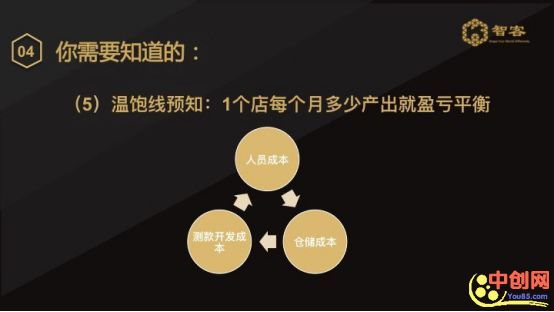 04
你需要知道的：
智客
（5）温饱线预知：1个店每个月多少产出就盈亏平衡
人员成本
测款开发成
本
仓储成本
中创网
You85.com